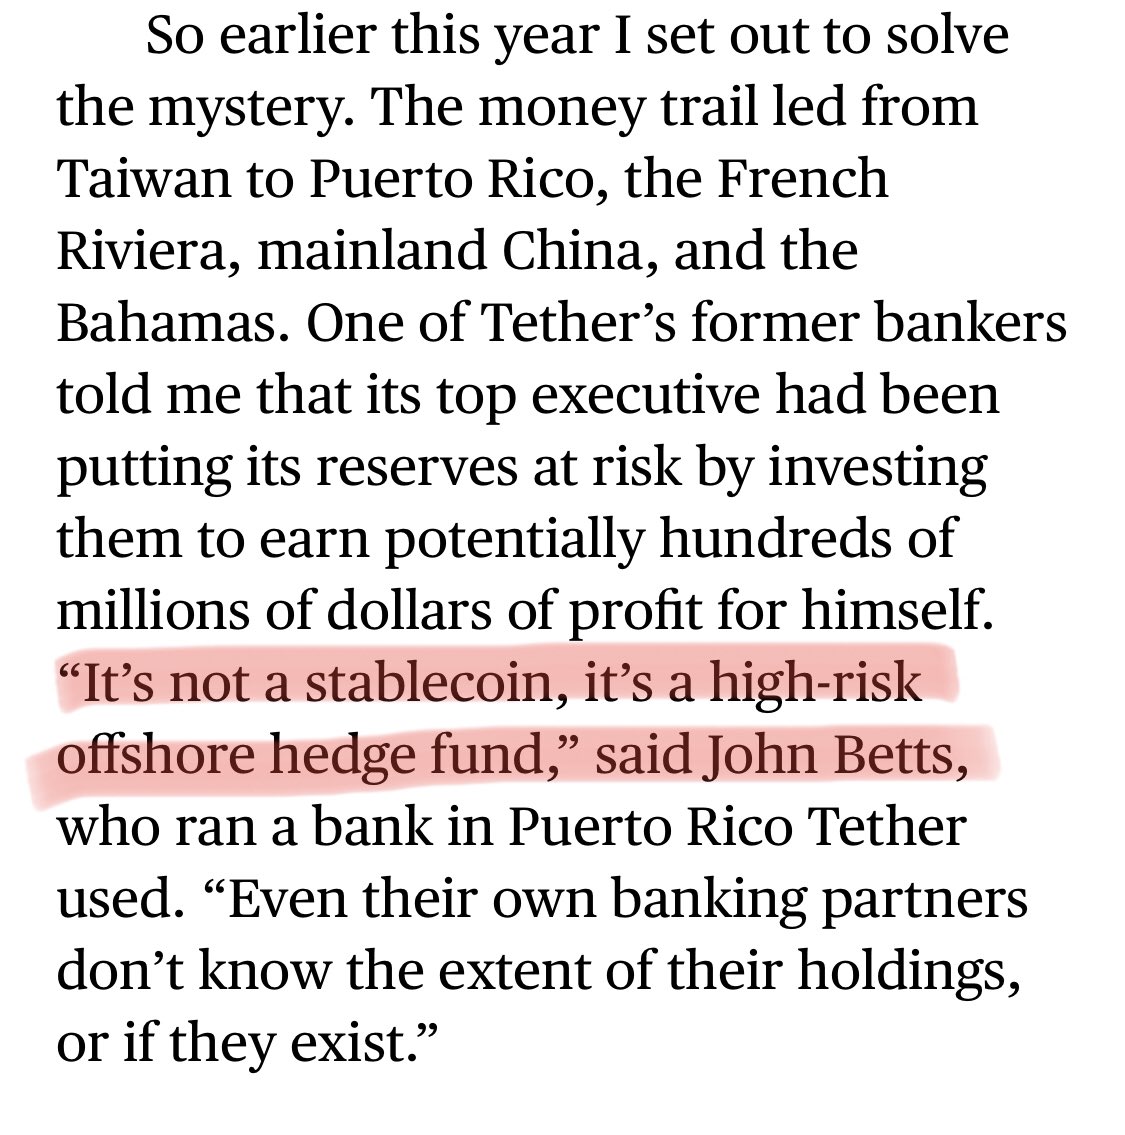 So earlier this year I set out to solve
the mystery. The money trail led from
Taiwan to Puerto Rico, the French
Riviera, mainland China, and the
Bahamas. One of Tether’s former bankers
told me that its top executive had been
putting its reserves at risk by investing
them to earn potentially hundreds of
millions of dollars of profit for himself.
“It’s not a stablecoin, it’s a high-risk
offshore hedge fund,” said John Betts,
who ran a bank in Puerto Rico Tether
used. “Even their own banking partners
don’t know the extent of their holdings,
or if they exist.”